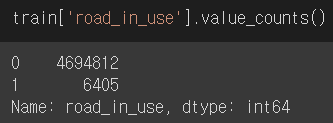 train['road_in_use'].value_counts()
0    4694812
1       6405
Name: road_in_use, dtype: int64